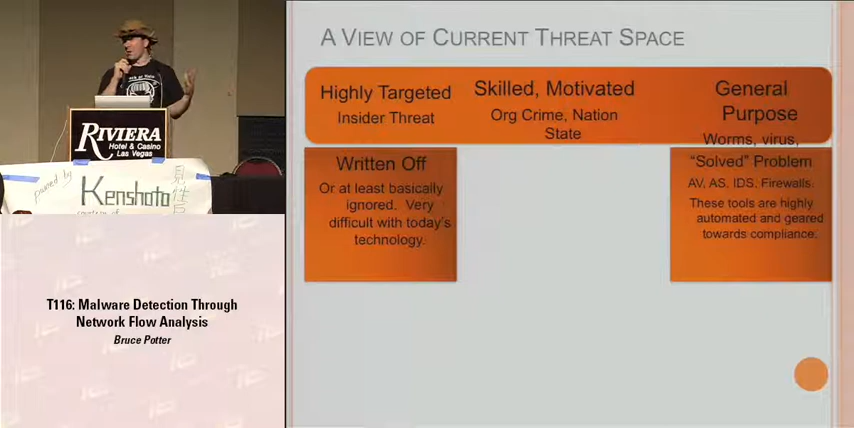 A VIEW OF CURRENT THREAT SPACE
Highly Targeted
Insider Threat
Skilled, Motivated
Org Crime, Nation
State
General
Purpose
Worms, virus,
Written Off
Or at least basically
ignored. Very
difficult with today's
technology.
"Solved" Problem
AV, AS, IDS, Firewalls.
These tools are highly
automated and geared
towards compliance.
RIVIERA
Hotel & Casino
Las Vegas
pwned by
Kenshoto
T116: Malware Detection Through
Network Flow Analysis
Bruce Potter